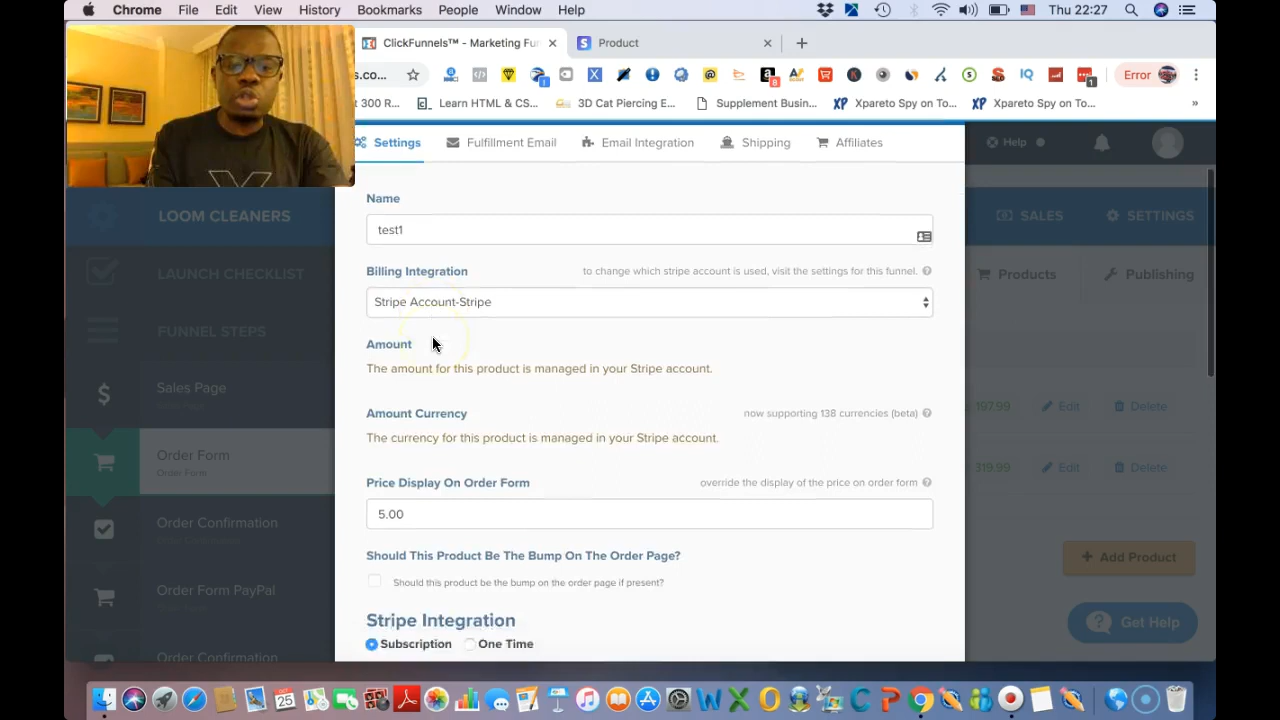 Chrome File Edit View History Bookmarks People Window Help Thu 22:27
ClickFunnels™ - Marketing Fu Product
s.co... Error
t 300 R... Learn HTML & CS... 3D Cat Piercing E... Supplement Busin... Xpareto Spy on To... Xpareto Spy on To... »
Settings Fulfillment Email Email Integration Shipping Affiliates Help
Name
LOOM CLEANERS SALES SETTINGS
test1
Billing Integration to change which stripe account is used, visit the settings for this funnel.
LAUNCH CHECKLIST Products Publishing
Stripe Account-Stripe
FUNNEL STEPS
Amount
The amount for this product is managed in your Stripe account.
Sales Page
197.99 Edit Delete
Amount Currency now supporting 138 currencies (beta)
The currency for this product is managed in your Stripe account.
Order Form
Order Form
319.99 Edit Delete
Price Display On Order Form override the display of the price on order form
5.00
Order Confirmation
Should This Product Be The Bump On The Order Page?
+ Add Product
Should this product be the bump on the order page if present?
Order Form PayPal
Stripe Integration
Get Help
Subscription One Time
Order Confirmation